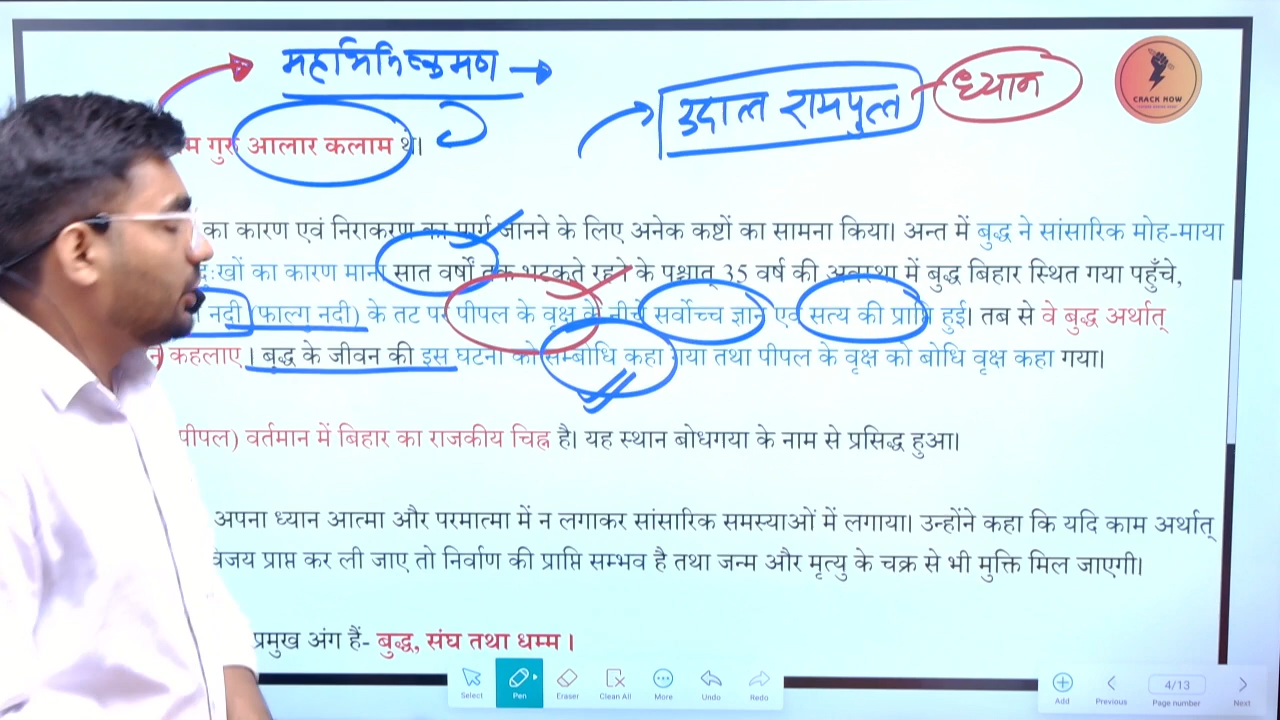 महाभिनिष्क्रमण →
उदात्त रामपुत्त
ध्यान
CRACK NOW
गुरु आलार कलाम थे।
का कारण एवं निराकरण का मार्ग जानने के लिए अनेक कष्टों का सामना किया। अन्त में बुद्ध ने सांसारिक मोह-माया
दुःखों का कारण माना सात वर्षों तक भटकते रहने के पश्चात् 35 वर्ष की अवस्था में बुद्ध बिहार स्थित गया पहुँचे,
नदी (फाल्गु नदी) के तट पर पीपल के वृक्ष के नीचे सर्वोच्च ज्ञान एवं सत्य की प्राप्ति हुई। तब से वे बुद्ध अर्थात्
कहलाए । बुद्ध के जीवन की इस घटना को सम्बोधि कहा गया तथा पीपल के वृक्ष को बोधि वृक्ष कहा गया।
पीपल) वर्तमान में बिहार का राजकीय चिह्न है। यह स्थान बोधगया के नाम से प्रसिद्ध हुआ।
अपना ध्यान आत्मा और परमात्मा में न लगाकर सांसारिक समस्याओं में लगाया। उन्होंने कहा कि यदि काम अर्थात्
विजय प्राप्त कर ली जाए तो निर्वाण की प्राप्ति सम्भव है तथा जन्म और मृत्यु के चक्र से भी मुक्ति मिल जाएगी।
प्रमुख अंग हैं- बुद्ध, संघ तथा धम्म ।
Select Pen Eraser Clean All More Undo Redo
Add Previous 4/13 Page number Next